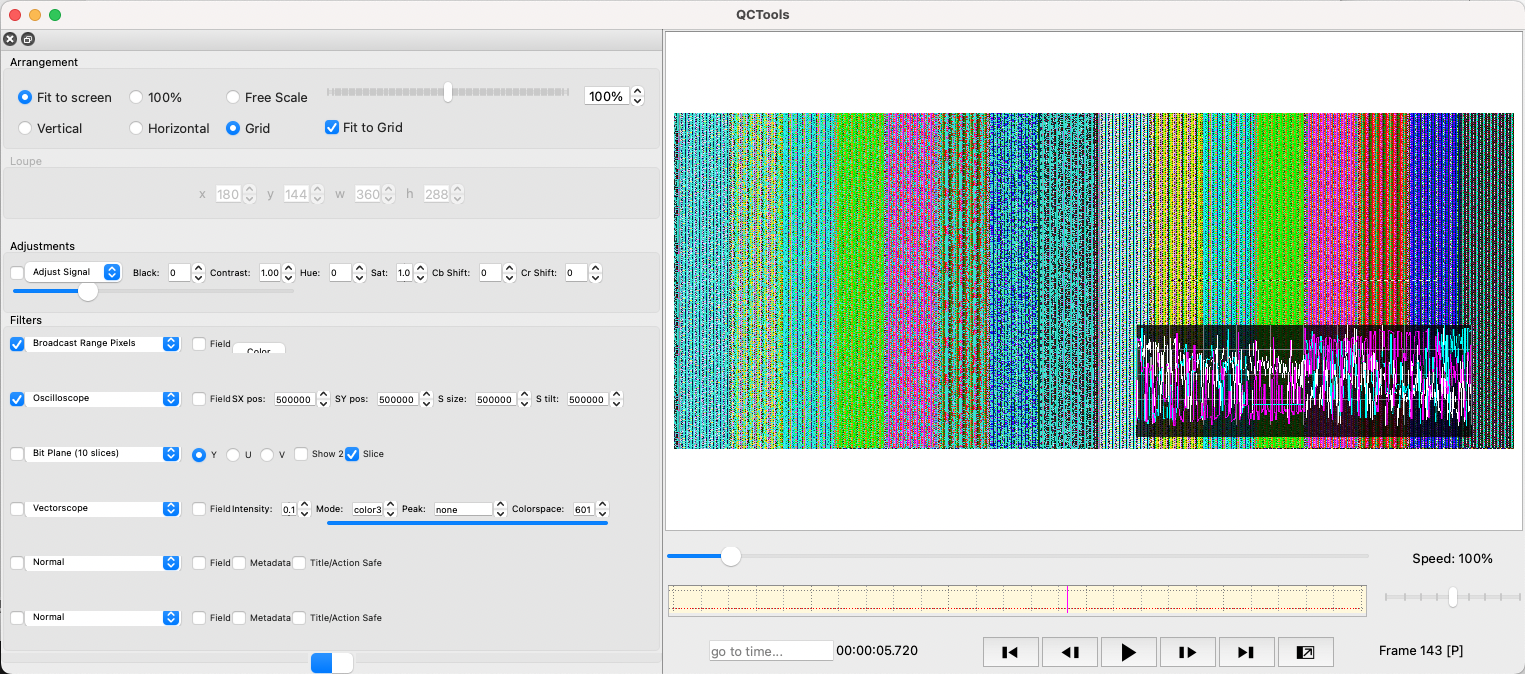 QCTools
Arrangement
Fit to screen 100% Free Scale 100%
Vertical Horizontal Grid Fit to Grid
Loupe
x 180 y 144 w 360 h 288
Adjustments
Adjust Signal Black: 0 Contrast: 1.00 Hue: 0 Sat: 1.0 Cb Shift: 0 Cr Shift: 0
Filters
Broadcast Range Pixels Field Color
Oscilloscope Field SX pos: 500000 SY pos: 500000 S size: 500000 S tilt: 500000
Bit Plane (10 slices) Y U V Show 2 Slice
Vectorscope Field Intensity: 0.1 Mode: color3 Peak: none Colorspace: 601
Normal Field Metadata Title/Action Safe
Normal Field Metadata Title/Action Safe
Speed: 100%
go to time... 00:00:05.720 Frame 143 [P]